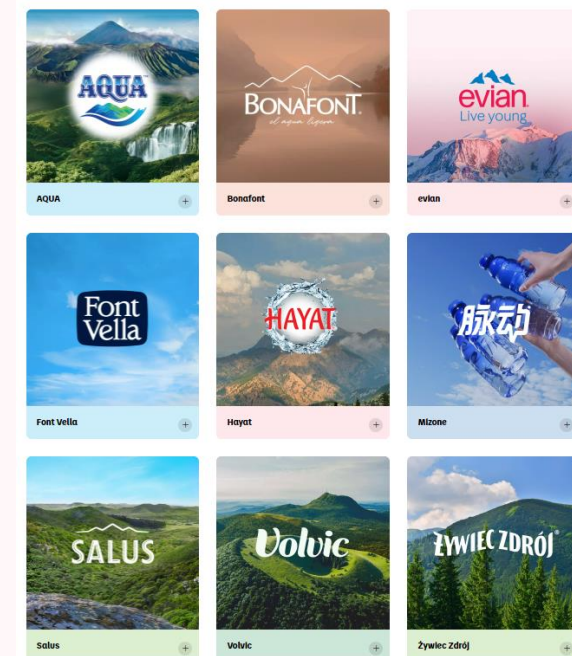 AQUA
AQUA
BONAFONT
el agua ligera
Bonafont
evian
Live young
evian
Font
Vella
Font Vella
HAYAT
Hayat
脉动
Mizone
SALUS
Salus
Volvic
Volvic
ŻYWIEC ZDRÓJ
Żywiec Zdrój